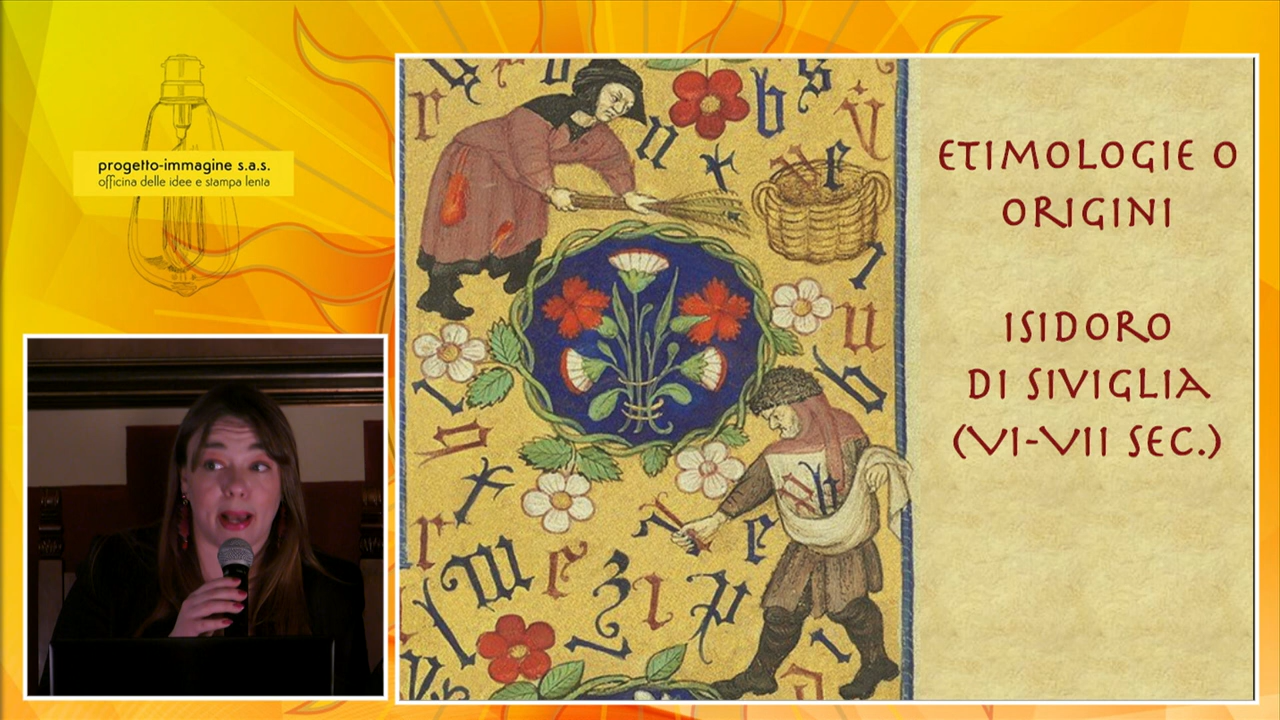 progetto-immagine s.a.s.
officina delle idee e stampa lenta
ETIMOLOGIE O
ORIGINI
ISIDORO
DI SIVIGLIA
(VI-VII SEC.)